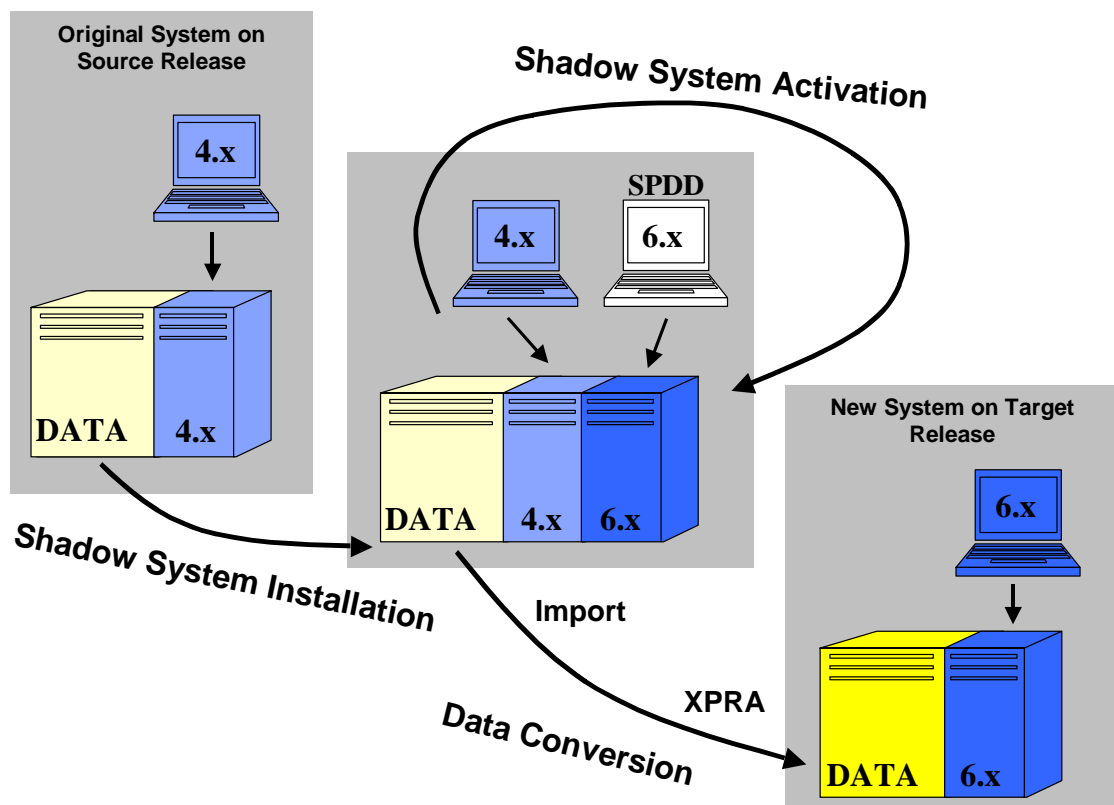 Original System on
Source Release
4.x
DATA
4.x
Shadow System Installation
Shadow System Activation
SPDD
4.x
6.x
DATA
4.x
6.x
Import
XPRA
Data Conversion
New System on Target
Release
6.x
DATA
6.x